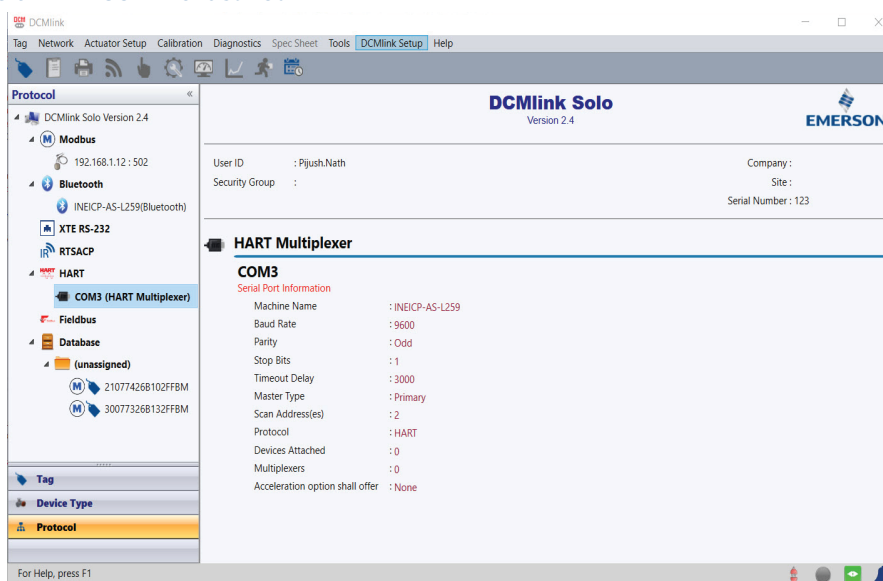 DCMlink
Tag Network Actuator Setup Calibration Diagnostics Spec Sheet Tools DCMlink Setup Help
Protocol «
DCMlink Solo Version 2.4
M Modbus
192.168.1.12 : 502
Bluetooth
INEICP-AS-L259(Bluetooth)
XTE RS-232
IR RTSACP
HART HART
COM3 (HART Multiplexer)
Fieldbus
Database
(unassigned)
M 21077426B102FFBM
M 30077326B132FFBM
Tag
Device Type
Protocol
DCMlink Solo
Version 2.4
EMERSON
User ID : Pijush.Nath
Security Group :
Company :
Site :
Serial Number : 123
HART Multiplexer
COM3
Serial Port Information
Machine Name : INEICP-AS-L259
Baud Rate : 9600
Parity : Odd
Stop Bits : 1
Timeout Delay : 3000
Master Type : Primary
Scan Address(es) : 2
Protocol : HART
Devices Attached : 0
Multiplexers : 0
Acceleration option shall offer : None
For Help, press F1